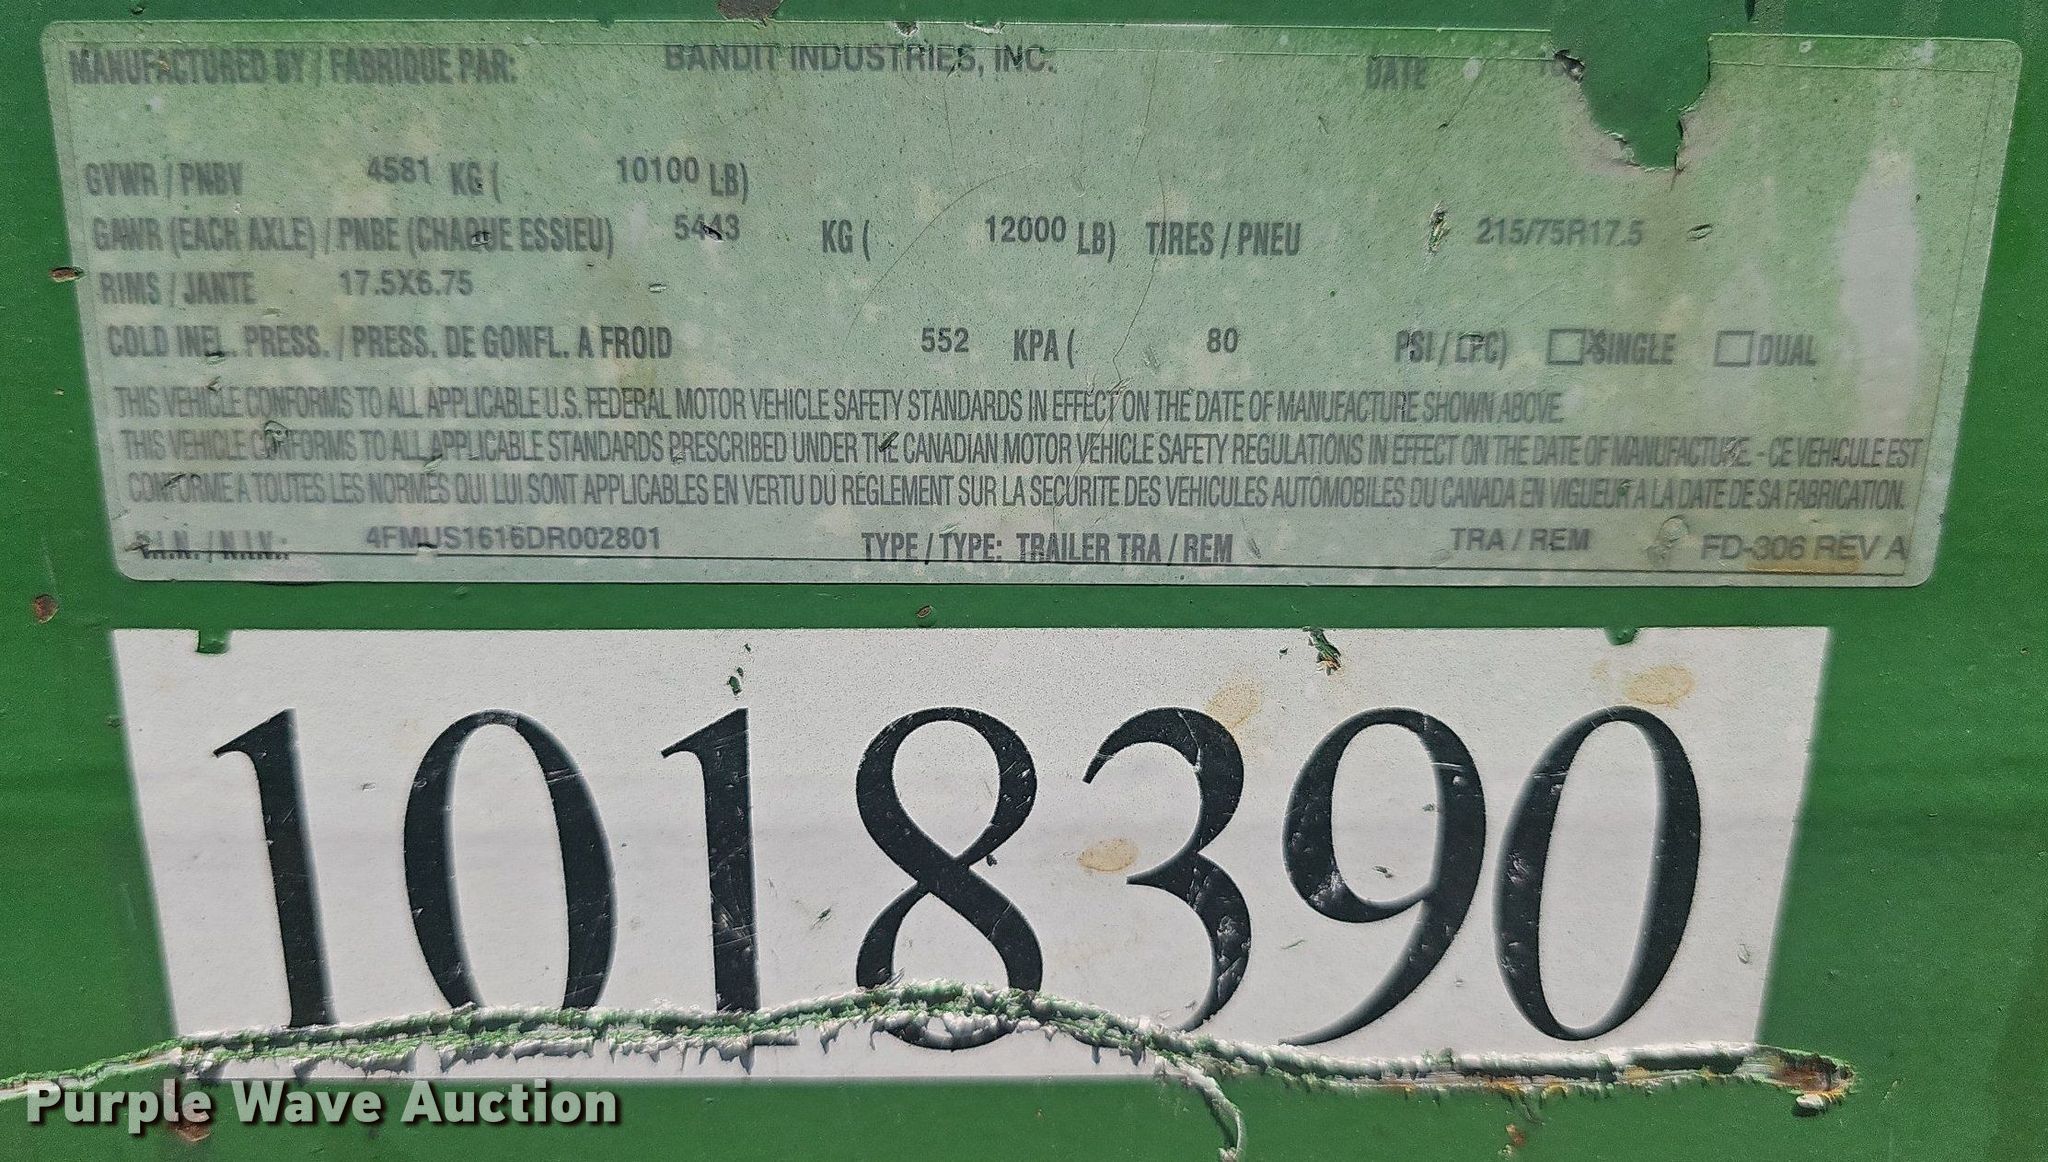 MANUFACTURED BY / FABRIQUE PAR: BANDIT INDUSTRIES, INC. DATE
GVWR / PNBV 4581 KG ( 10100 LB)
GAWR (EACH AXLE) / PNBE (CHAQUE ESSIEU) 5443 KG ( 12000 LB) TIRES / PNEU 215/75R17.5
RIMS / JANTE 17.5X6.75
COLD INFL. PRESS. / PRESS. DE GONFL. A FROID 552 KPA ( 80 PSI / LPC) X SINGLE DUAL
THIS VEHICLE CONFORMS TO ALL APPLICABLE U.S. FEDERAL MOTOR VEHICLE SAFETY STANDARDS IN EFFECT ON THE DATE OF MANUFACTURE SHOWN ABOVE.
THIS VEHICLE CONFORMS TO ALL APPLICABLE STANDARDS PRESCRIBED UNDER THE CANADIAN MOTOR VEHICLE SAFETY REGULATIONS IN EFFECT ON THE DATE OF MANUFACTURE. - CE VEHICULE EST
CONFORME A TOUTES LES NORMES QUI LUI SONT APPLICABLES EN VERTU DU REGLEMENT SUR LA SECURITE DES VEHICULES AUTOMOBILES DU CANADA EN VIGUEUR A LA DATE DE SA FABRICATION.
V.I.N. / N.I.V.: 4FMUS1616DR002801 TYPE / TYPE: TRAILER TRA / REM TRA / REM FD-306 REV A
1018390
Purple Wave Auction